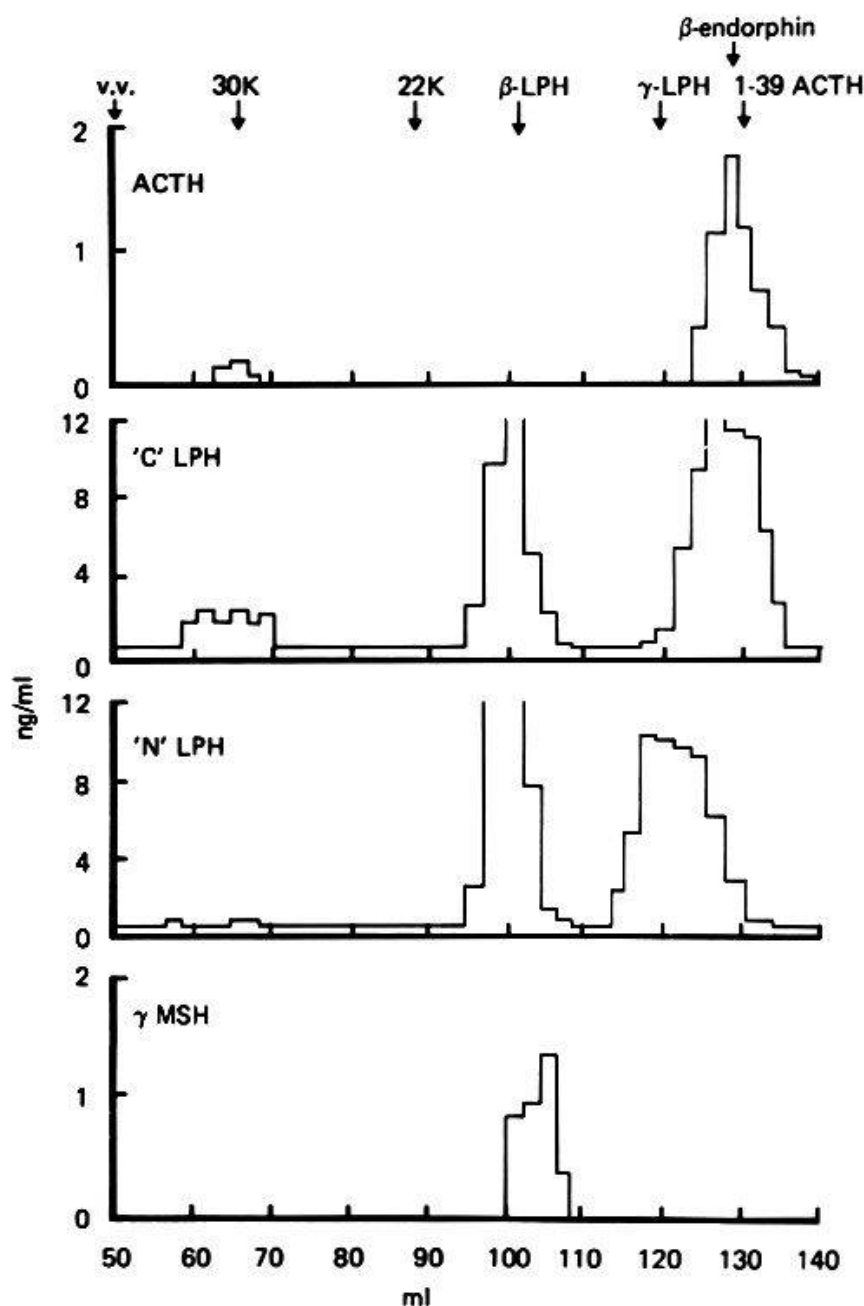 β-endorphin
v.v. 30K 22K β-LPH γ-LPH 1-39 ACTH
2
ACTH
1
0
12
'C' LPH
8
4
0
ng/ml
12
'N' LPH
8
4
0
2
γ MSH
1
0
50 60 70 80 90 100 110 120 130 140
ml